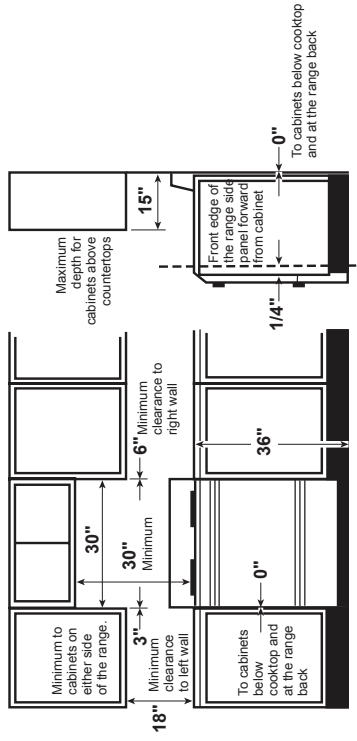 Minimum to
cabinets on
either side
of the range.
30"
30"
Minimum
18"
3"
Minimum
clearance
to left wall
6"
Minimum
clearance to
right wall
36"
0"
To cabinets
below
cooktop and
at the range
back
Maximum
depth for
cabinets above
countertops
15"
Front edge of
the range side
panel forward
from cabinet
1/4"
0"
To cabinets below cooktop
and at the range back